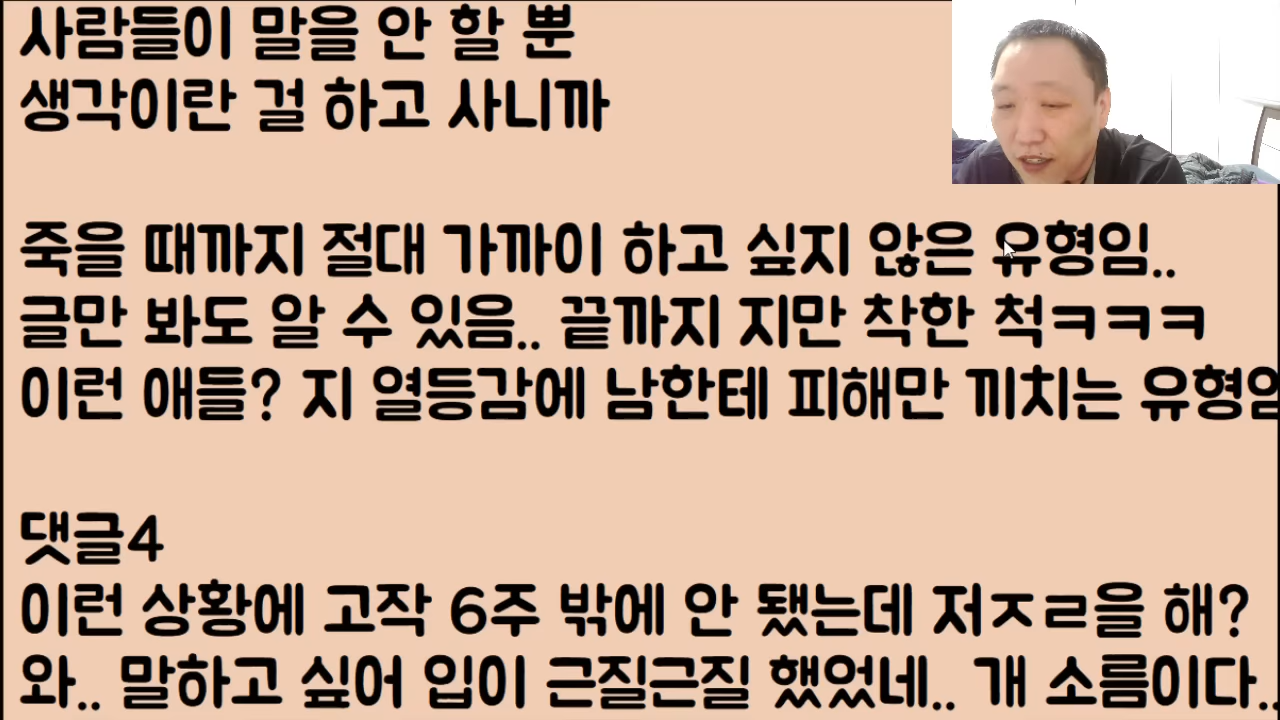 사람들이 말을 안 할 뿐
생각이란 걸 하고 사니까
죽을 때까지 절대 가까이 하고 싶지 않은 유형임..
글만 봐도 알 수 있음.. 끝까지 지만 착한 척ㅋㅋㅋ
이런 애들? 지 열등감에 남한테 피해만 끼치는 유형임
댓글4
이런 상황에 고작 6주 밖에 안 됐는데 저ㅈㄹ을 해?
와.. 말하고 싶어 입이 근질근질 했었네.. 개 소름이다..